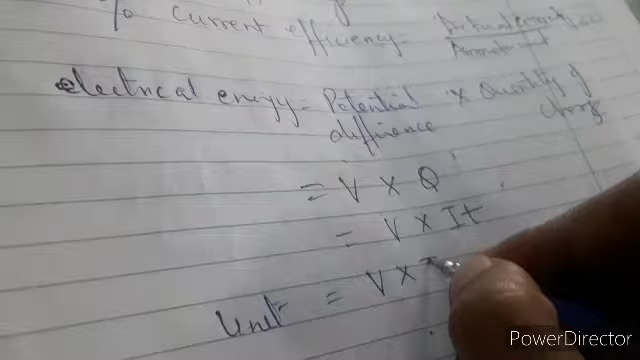 % Current efficiency =
electrical energy = Potential × Quantity of
difference charge
= V × Q
= V × It
Unit = V ×
PowerDirector